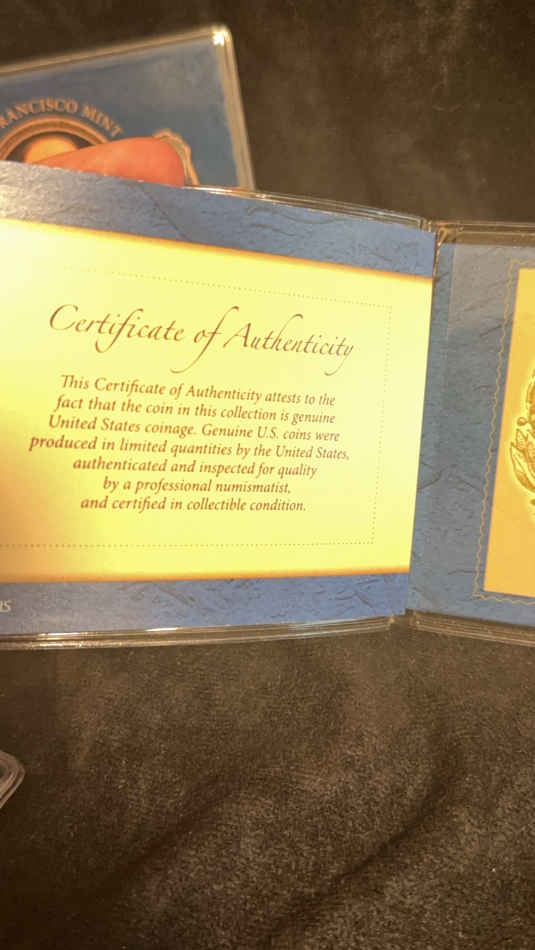 RANCISCO MINT
Certificate of Authenticity
This Certificate of Authenticity attests to the
fact that the coin in this collection is genuine
United States coinage. Genuine U.S. coins were
produced in limited quantities by the United States,
authenticated and inspected for quality
by a professional numismatist,
and certified in collectible condition.